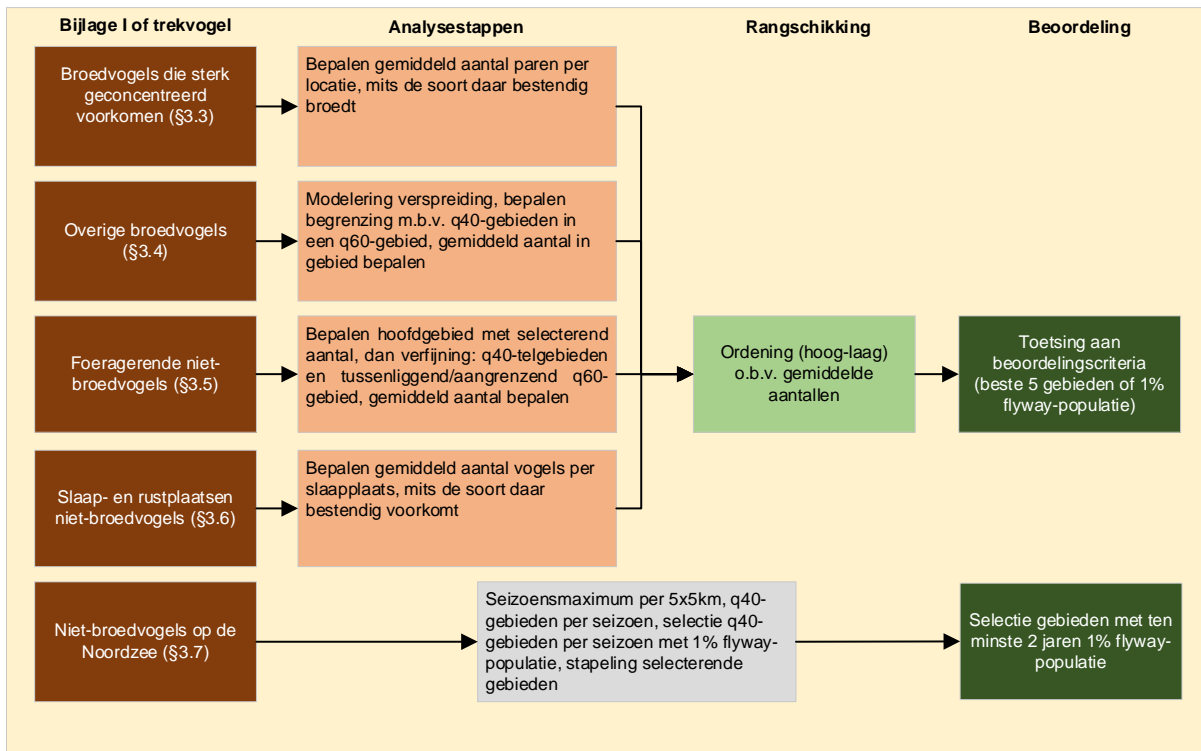 Bijlage I of trekvogel
Analysestappen
Rangschikking
Beoordeling
Broedvogels die sterk
geconcentreerd
voorkomen (§3.3)
Bepalen gemiddeld aantal paren per
locatie, mits de soort daar bestendig
broedt
Overige broedvogels
(§3.4)
Modelering verspreiding, bepalen
begrenzing m.b.v. q40-gebieden in
een q60-gebied, gemiddeld aantal in
gebied bepalen
Foeragerende niet-
broedvogels (§3.5)
Bepalen hoofdgebied met selecterend
aantal, dan verfijning: q40-telgebieden
en tussenliggend/aangrenzend q60-
gebied, gemiddeld aantal bepalen
Ordening (hoog-laag)
o.b.v. gemiddelde
aantallen
Toetsing aan
beoordelingscriteria
(beste 5 gebieden of 1%
flyway-populatie)
Slaap- en rustplaatsen
niet-broedvogels (§3.6)
Bepalen gemiddeld aantal vogels per
slaapplaats, mits de soort daar
bestendig voorkomt
Niet-broedvogels op de
Noordzee (§3.7)
Seizoensmaximum per 5x5km, q40-
gebieden per seizoen, selectie q40-
gebieden per seizoen met 1% flyway-
populatie, stapeling selecterende
gebieden
Selectie gebieden met ten
minste 2 jaren 1% flyway-
populatie